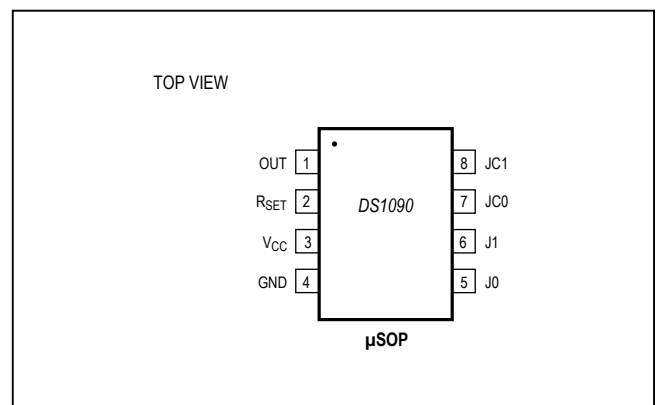 TOP VIEW
OUT 1 8 JC1
RSET 2 DS1090 7 JC0
VCC 3 6 J1
GND 4 5 J0
µSOP